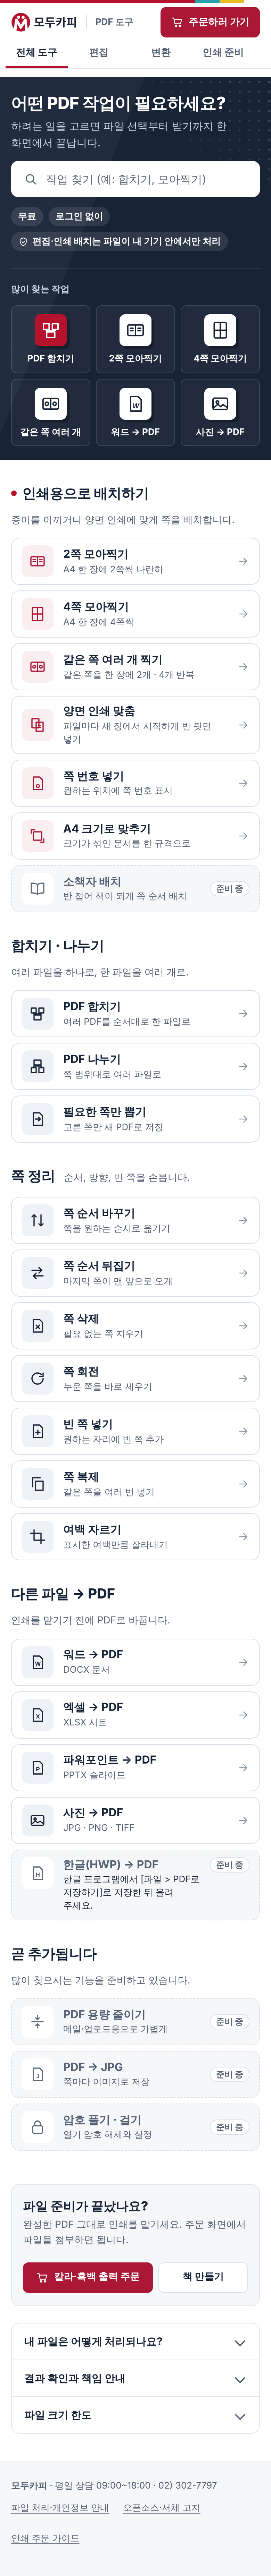 모두카피 PDF 도구 주문하러 가기
전체 도구 편집 변환 인쇄 준비
어떤 PDF 작업이 필요하세요?
하려는 일을 고르면 파일 선택부터 받기까지 한
화면에서 끝납니다.
작업 찾기 (예: 합치기, 모아찍기)
무료 로그인 없이
편집·인쇄 배치는 파일이 내 기기 안에서만 처리
많이 찾는 작업
PDF 합치기 2쪽 모아찍기 4쪽 모아찍기
같은 쪽 여러 개 워드 → PDF 사진 → PDF
인쇄용으로 배치하기
종이를 아끼거나 양면 인쇄에 맞게 쪽을 배치합니다.
2쪽 모아찍기
A4 한 장에 2쪽씩 나란히
4쪽 모아찍기
A4 한 장에 4쪽씩
같은 쪽 여러 개 찍기
같은 쪽을 한 장에 2개 · 4개 반복
양면 인쇄 맞춤
파일마다 새 장에서 시작하게 빈 뒷면
넣기
쪽 번호 넣기
원하는 위치에 쪽 번호 표시
A4 크기로 맞추기
크기가 섞인 문서를 한 규격으로
소책자 배치
반 접어 책이 되게 쪽 순서 배치
준비 중
합치기 · 나누기
여러 파일을 하나로, 한 파일을 여러 개로.
PDF 합치기
여러 PDF를 순서대로 한 파일로
PDF 나누기
쪽 범위대로 여러 파일로
필요한 쪽만 뽑기
고른 쪽만 새 PDF로 저장
쪽 정리 순서, 방향, 빈 쪽을 손봅니다.
쪽 순서 바꾸기
쪽을 원하는 순서로 옮기기
쪽 순서 뒤집기
마지막 쪽이 맨 앞으로 오게
쪽 삭제
필요 없는 쪽 지우기
쪽 회전
누운 쪽을 바로 세우기
빈 쪽 넣기
원하는 자리에 빈 쪽 추가
쪽 복제
같은 쪽을 여러 번 넣기
여백 자르기
표시한 여백만큼 잘라내기
다른 파일 → PDF
인쇄를 맡기기 전에 PDF로 바꿉니다.
워드 → PDF
DOCX 문서
엑셀 → PDF
XLSX 시트
파워포인트 → PDF
PPTX 슬라이드
사진 → PDF
JPG · PNG · TIFF
한글(HWP) → PDF
한글 프로그램에서 [파일 > PDF로
저장하기]로 저장한 뒤 올려
주세요.
준비 중
곧 추가됩니다
많이 찾으시는 기능을 준비하고 있습니다.
PDF 용량 줄이기
메일·업로드용으로 가볍게
준비 중
PDF → JPG
쪽마다 이미지로 저장
준비 중
암호 풀기 · 걸기
열기 암호 해제와 설정
준비 중
파일 준비가 끝났나요?
완성한 PDF 그대로 인쇄를 맡기세요. 주문 화면에서
파일을 첨부하면 됩니다.
칼라·흑백 출력 주문 책 만들기
내 파일은 어떻게 처리되나요?
결과 확인과 책임 안내
파일 크기 한도
모두카피 · 평일 상담 09:00~18:00 · 02) 302-7797
파일 처리·개인정보 안내 오픈소스·서체 고지
인쇄 주문 가이드